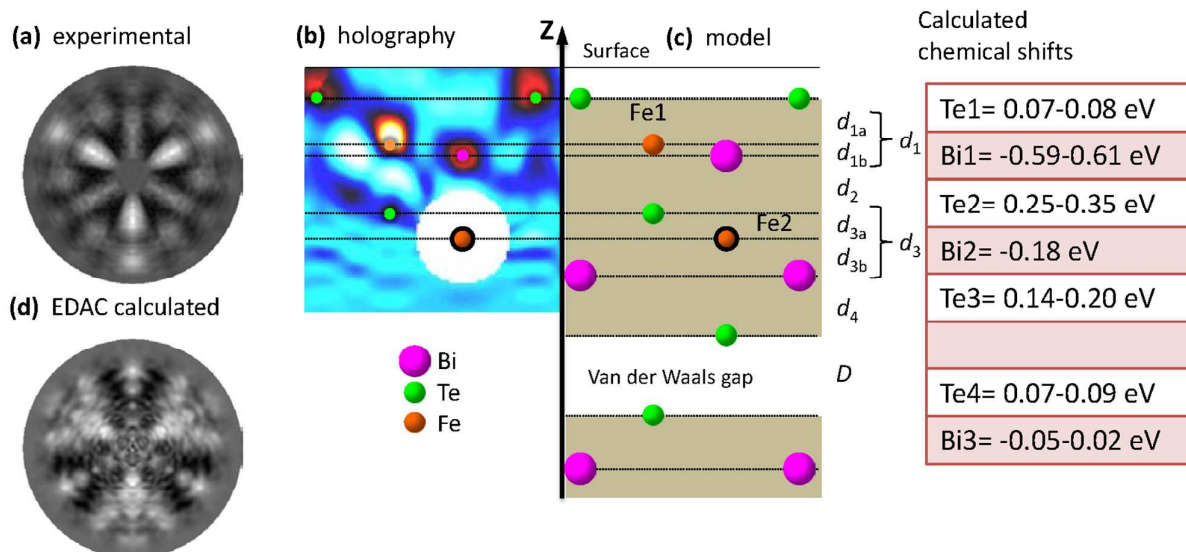 (a) experimental
(b) holography
Z
(c) model
Calculated
chemical shifts
Surface
Fe1
d1a
d1
d1b
d2
Fe2
d3a
d3
d3b
d4
Van der Waals gap
D
(d) EDAC calculated
Bi
Te
Fe
Te1= 0.07-0.08 eV
Bi1= -0.59-0.61 eV
Te2= 0.25-0.35 eV
Bi2= -0.18 eV
Te3= 0.14-0.20 eV
Te4= 0.07-0.09 eV
Bi3= -0.05-0.02 eV